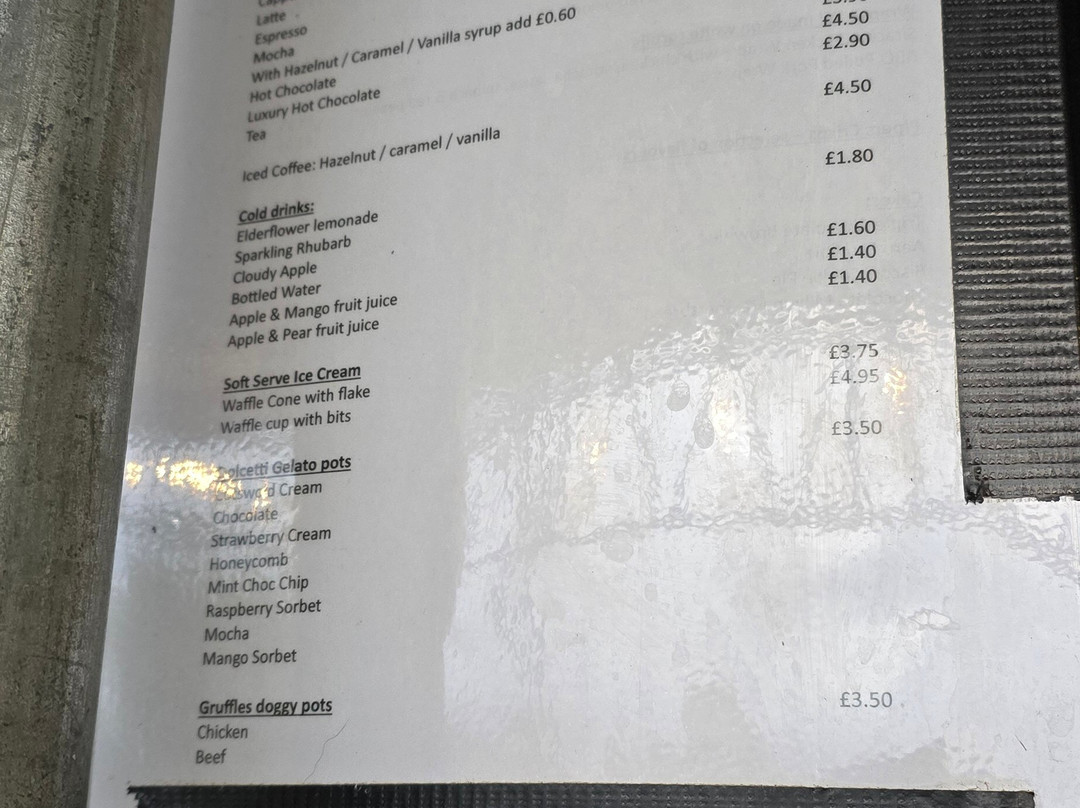 Latte
Espresso
Mocha
With Hazelnut / Caramel / Vanilla syrup add £0.60
Hot Chocolate
Luxury Hot Chocolate £4.50
Tea £2.90
Iced Coffee: Hazelnut / caramel / vanilla £4.50
Cold drinks:
Elderflower lemonade £1.80
Sparkling Rhubarb
Cloudy Apple
Bottled Water £1.60
Apple & Mango fruit juice £1.40
Apple & Pear fruit juice £1.40
Soft Serve Ice Cream
Waffle Cone with flake £3.75
Waffle cup with bits £4.95
Dolcetti Gelato pots £3.50
Cream
Chocolate
Strawberry Cream
Honeycomb
Mint Choc Chip
Raspberry Sorbet
Mocha
Mango Sorbet
Gruffles doggy pots £3.50
Chicken
Beef